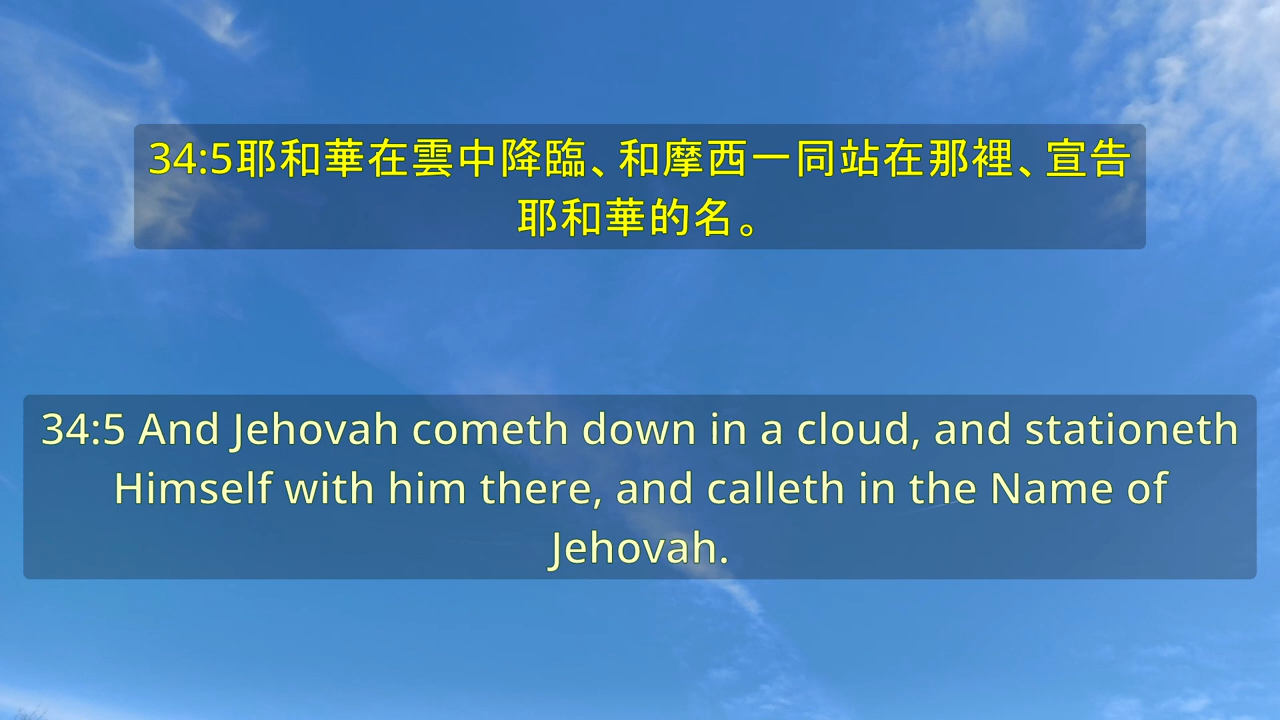 34:5耶和華在雲中降臨、和摩西一同站在那裡、宣告
耶和華的名。
34:5 And Jehovah cometh down in a cloud, and stationeth
Himself with him there, and calleth in the Name of
Jehovah.